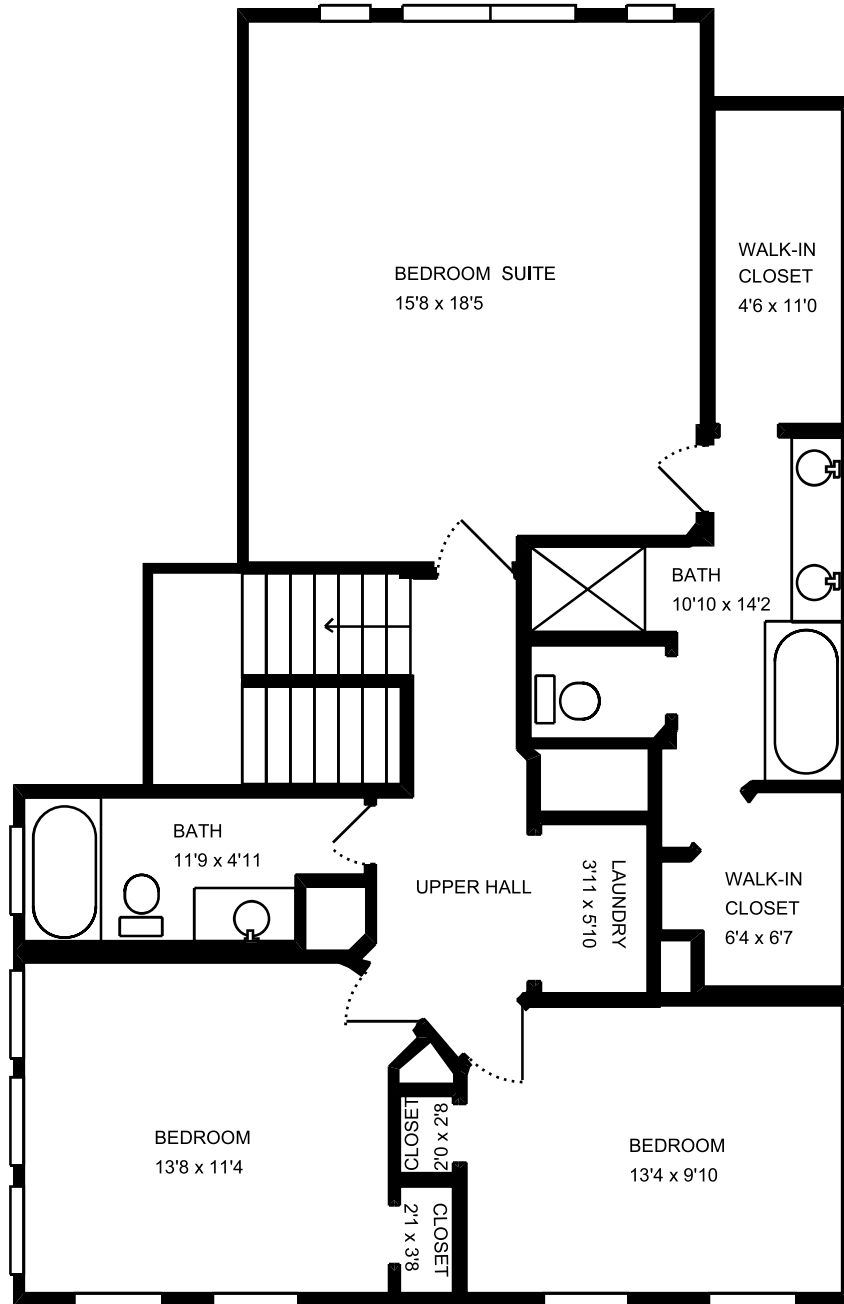 BEDROOM SUITE
15'8 x 18'5
WALK-IN
CLOSET
4'6 x 11'0
BATH
10'10 x 14'2
BATH
11'9 x 4'11
UPPER HALL
LAUNDRY
3'11 x 5'10
WALK-IN
CLOSET
6'4 x 6'7
BEDROOM
13'8 x 11'4
CLOSET
2'0 x 2'8
BEDROOM
13'4 x 9'10
CLOSET
2'1 x 3'8